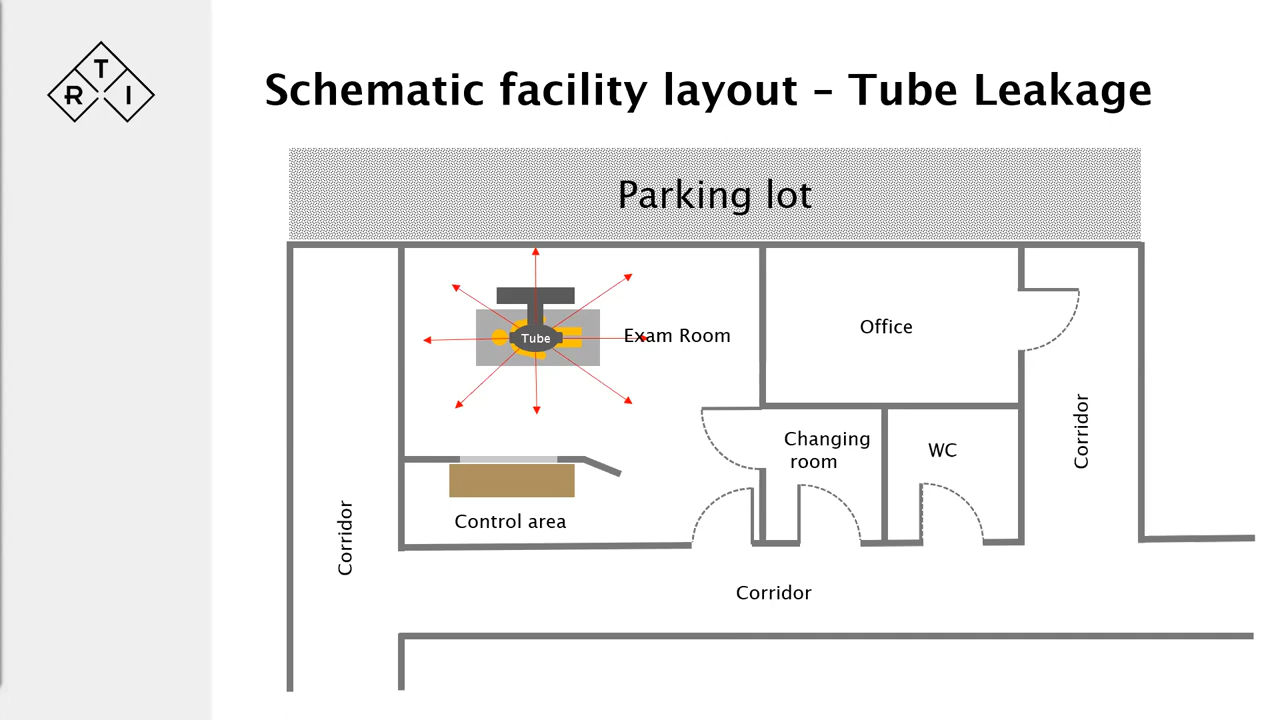 T
R I
Schematic facility layout – Tube Leakage
Parking lot
Tube
Exam Room
Office
Changing
room
WC
Corridor
Control area
Corridor
Corridor